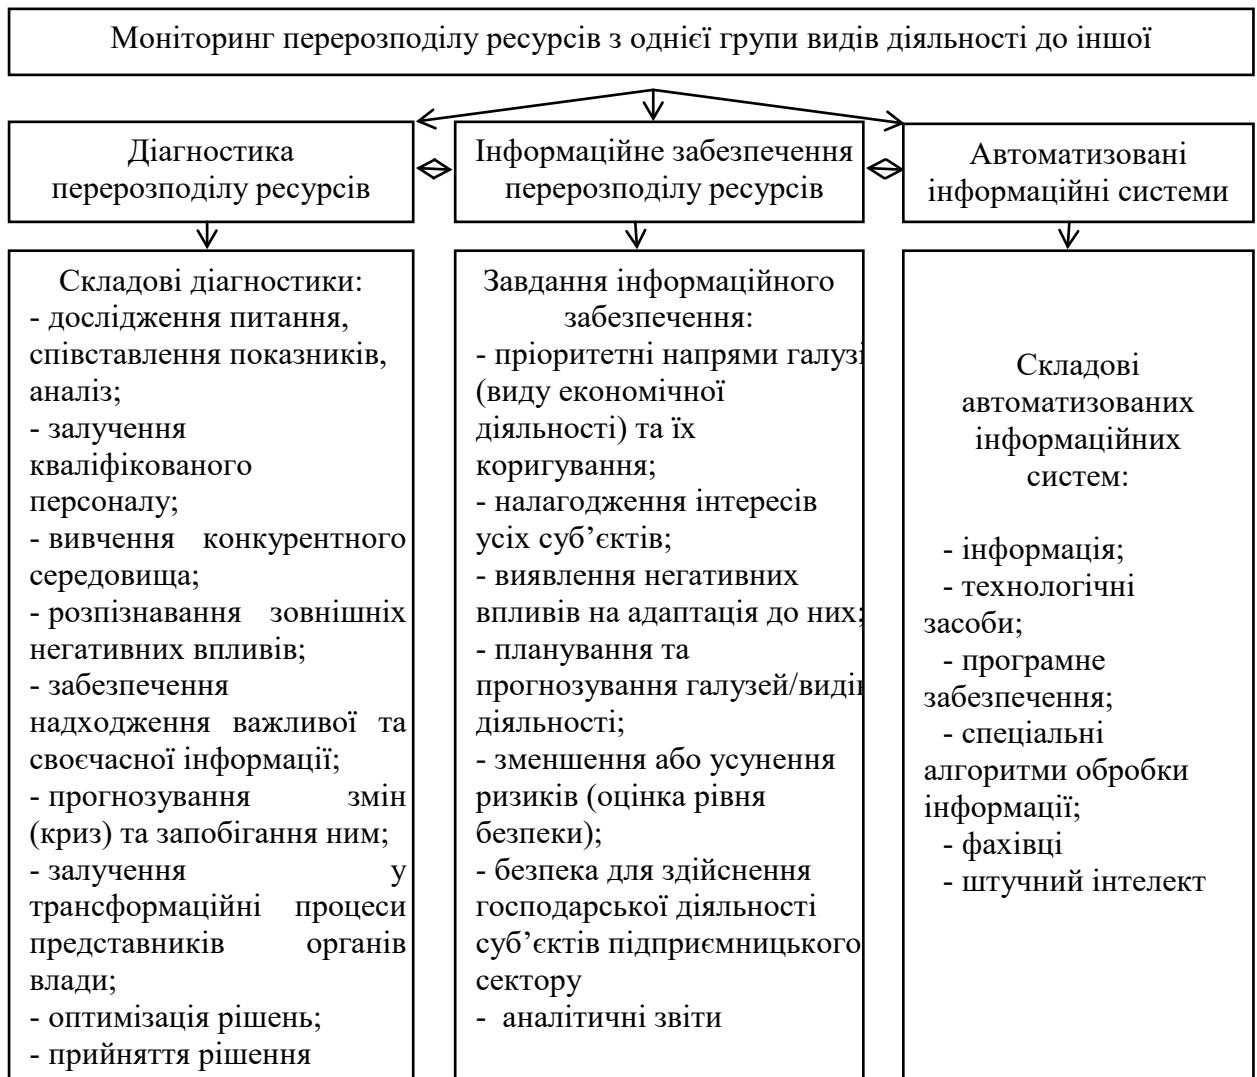 Моніторинг перерозподілу ресурсів з однієї групи видів діяльності до іншої
Діагностика
перерозподілу ресурсів
Інформаційне забезпечення
перерозподілу ресурсів
Автоматизовані
інформаційні системи
Складові діагностики:
- дослідження питання,
співставлення показників,
аналіз;
- залучення
кваліфікованого
персоналу;
- вивчення конкурентного
середовища;
- розпізнавання зовнішніх
негативних впливів;
- забезпечення
надходження важливої та
своєчасної інформації;
- прогнозування змін
(криз) та запобігання ним;
- залучення у
трансформаційні процеси
представників органів
влади;
- оптимізація рішень;
- прийняття рішення
Завдання інформаційного
забезпечення:
- пріоритетні напрями галузі
(виду економічної
діяльності) та їх
коригування;
- налагодження інтересів
усіх суб’єктів;
- виявлення негативних
впливів на адаптація до них;
- планування та
прогнозування галузей/видів
діяльності;
- зменшення або усунення
ризиків (оцінка рівня
безпеки);
- безпека для здійснення
господарської діяльності
суб’єктів підприємницького
сектору
- аналітичні звіти
Складові
автоматизованих
інформаційних
систем:
- інформація;
- технологічні
засоби;
- програмне
забезпечення;
- спеціальні
алгоритми обробки
інформації;
- фахівці
- штучний інтелект